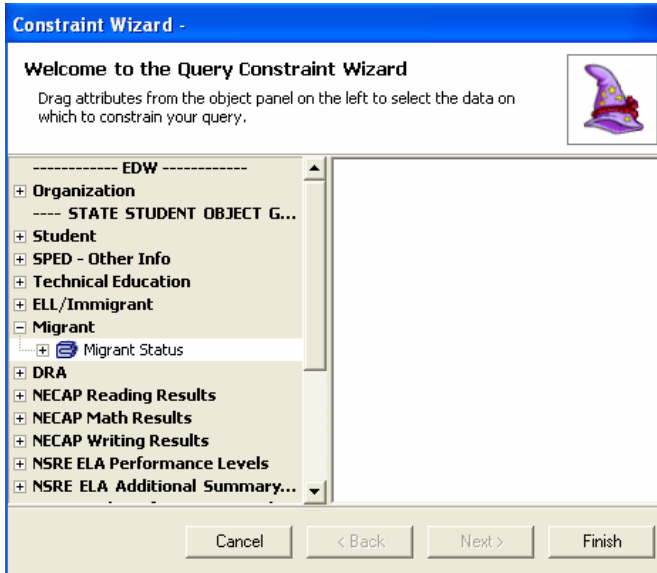 Constraint Wizard -
Welcome to the Query Constraint Wizard
Drag attributes from the object panel on the left to select the data on
which to constrain your query.
------------ EDW ------------
Organization
---- STATE STUDENT OBJECT G...
Student
SPED - Other Info
Technical Education
ELL/Immigrant
Migrant
Migrant Status
DRA
NECAP Reading Results
NECAP Math Results
NECAP Writing Results
NSRE ELA Performance Levels
NSRE ELA Additional Summary...
Cancel < Back Next > Finish